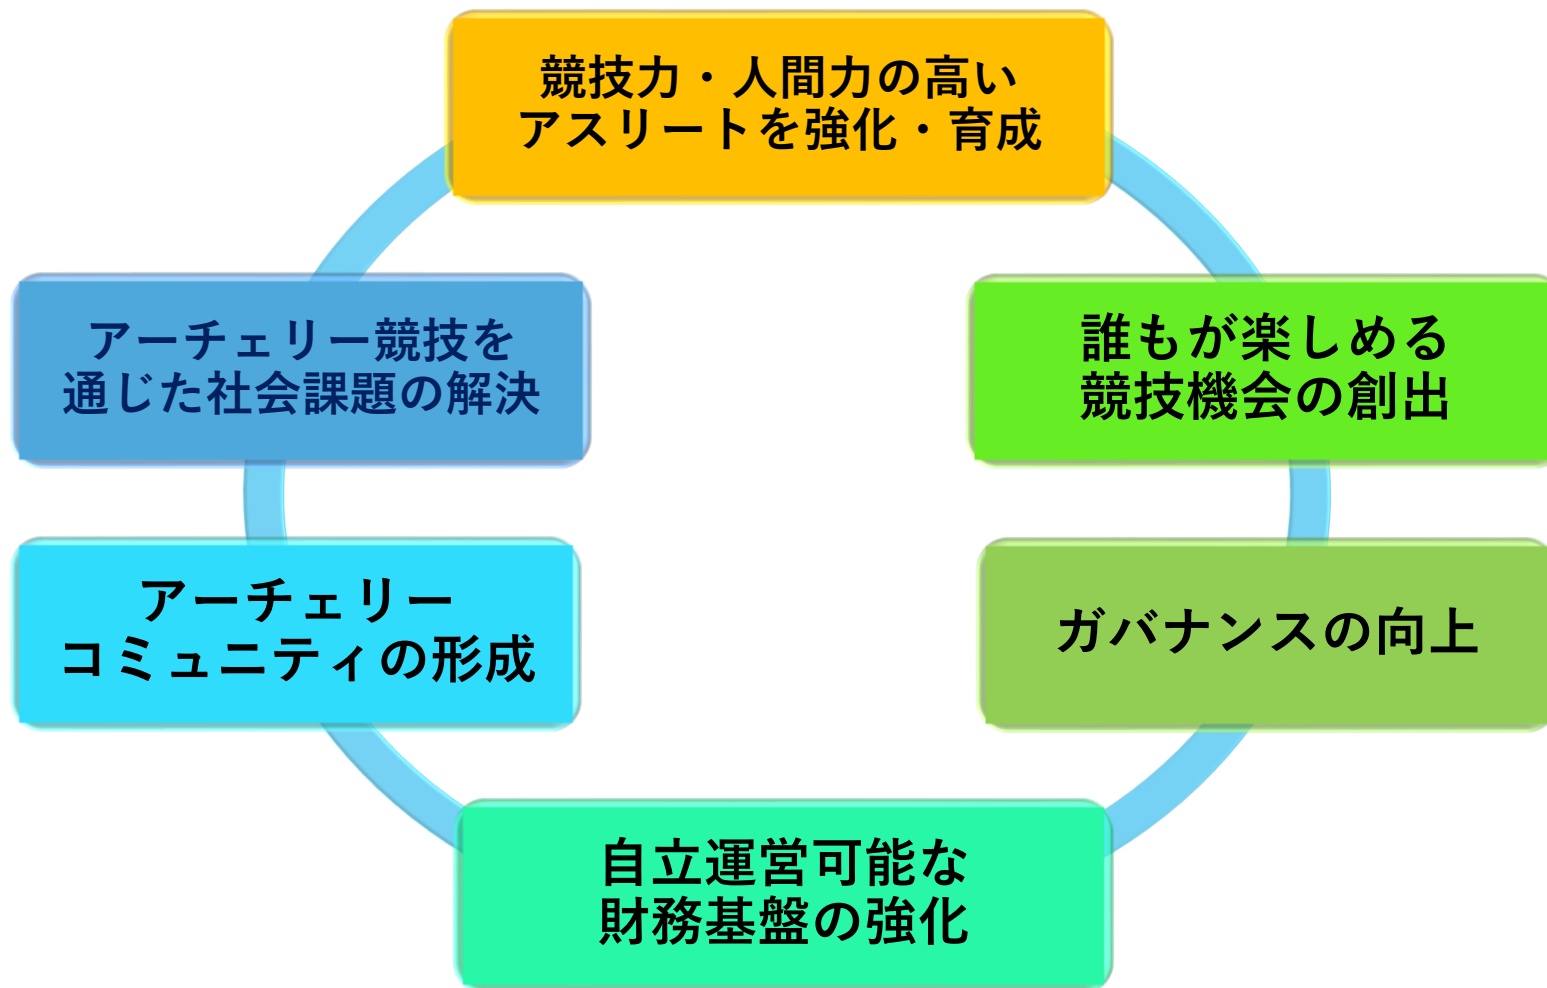 競技力・人間力の高い
アスリートを強化・育成
アーチェリー競技を
通じた社会課題の解決
誰もが楽しめる
競技機会の創出
アーチェリー
コミュニティの形成
ガバナンスの向上
自立運営可能な
財務基盤の強化